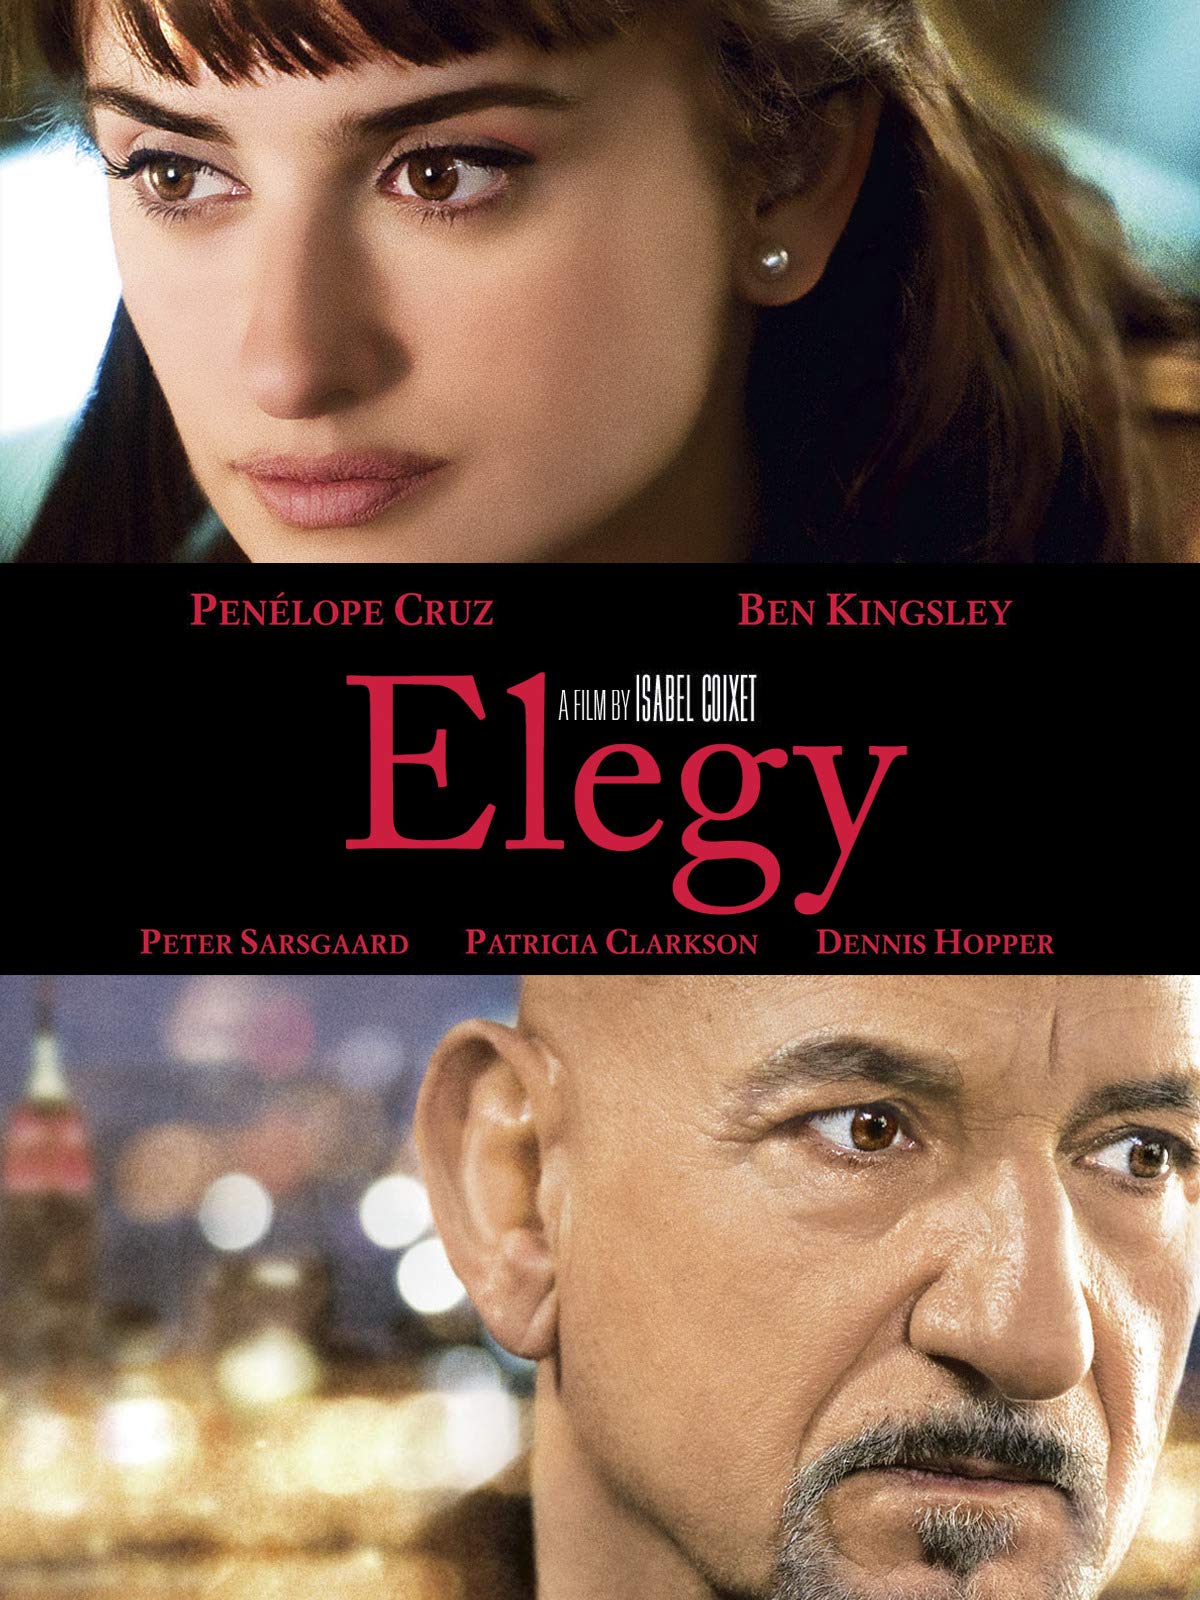 PENÉLOPE CRUZ BEN KINGSLEY
A FILM BY ISABEL COIXET
Elegy
PETER SARSGAARD PATRICIA CLARKSON DENNIS HOPPER